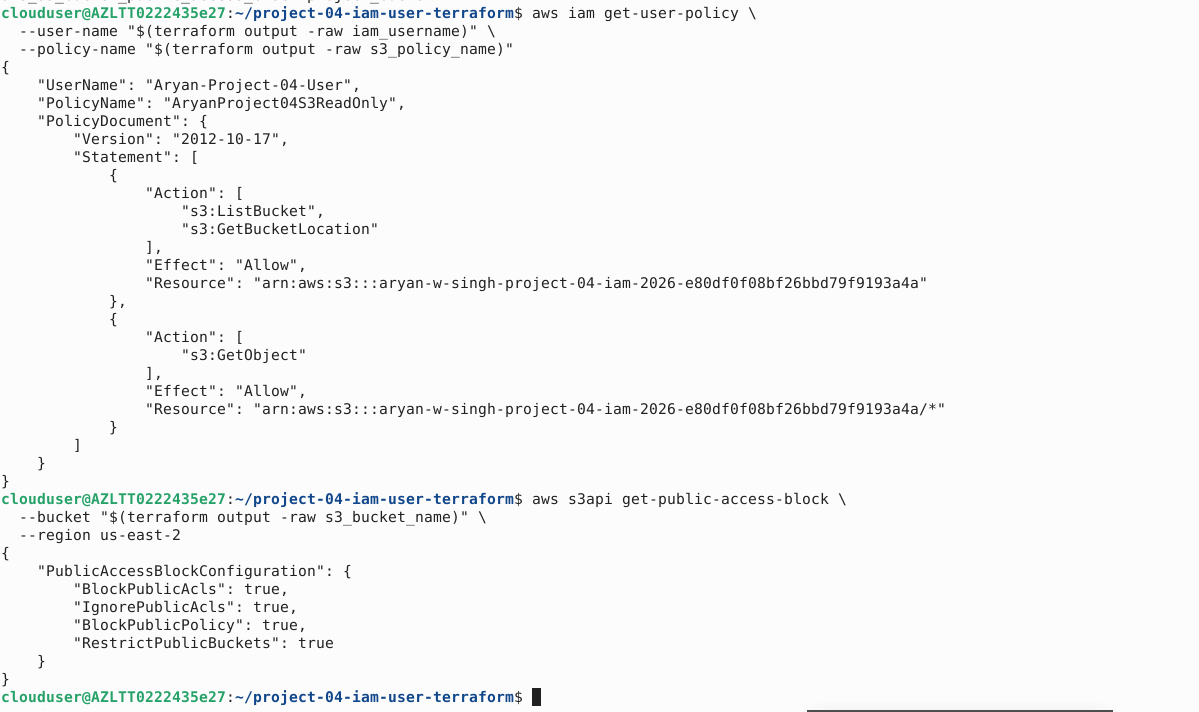 clouduser@AZLTT0222435e27:~/project-04-iam-user-terraform$ aws iam get-user-policy \
  --user-name "$(terraform output -raw iam_username)" \
  --policy-name "$(terraform output -raw s3_policy_name)"
{
    "UserName": "Aryan-Project-04-User",
    "PolicyName": "AryanProject04S3ReadOnly",
    "PolicyDocument": {
        "Version": "2012-10-17",
        "Statement": [
            {
                "Action": [
                    "s3:ListBucket",
                    "s3:GetBucketLocation"
                ],
                "Effect": "Allow",
                "Resource": "arn:aws:s3:::aryan-w-singh-project-04-iam-2026-e80df0f08bf26bbd79f9193a4a"
            },
            {
                "Action": [
                    "s3:GetObject"
                ],
                "Effect": "Allow",
                "Resource": "arn:aws:s3:::aryan-w-singh-project-04-iam-2026-e80df0f08bf26bbd79f9193a4a/*"
            }
        ]
    }
}
clouduser@AZLTT0222435e27:~/project-04-iam-user-terraform$ aws s3api get-public-access-block \
  --bucket "$(terraform output -raw s3_bucket_name)" \
  --region us-east-2
{
    "PublicAccessBlockConfiguration": {
        "BlockPublicAcls": true,
        "IgnorePublicAcls": true,
        "BlockPublicPolicy": true,
        "RestrictPublicBuckets": true
    }
}
clouduser@AZLTT0222435e27:~/project-04-iam-user-terraform$